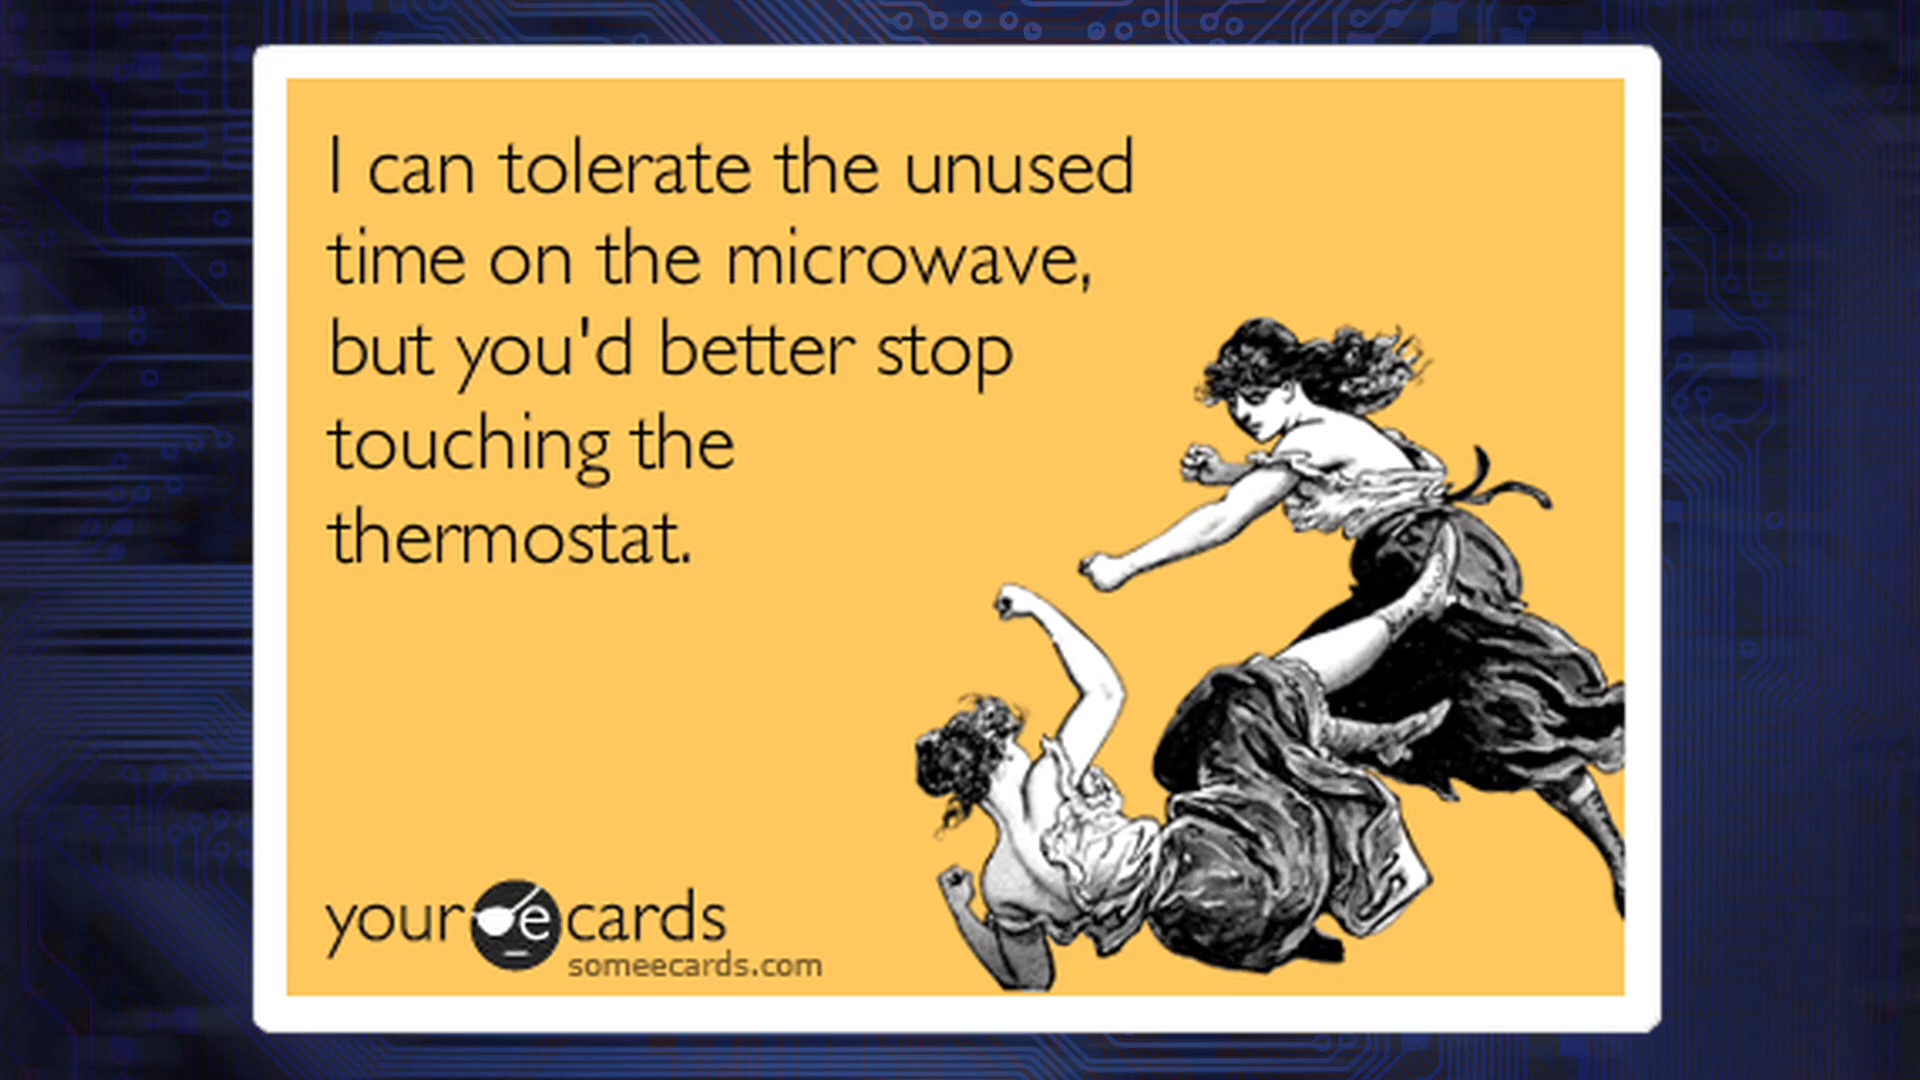 I can tolerate the unused
time on the microwave,
but you'd better stop
touching the
thermostat.
your e cards
someecards.com